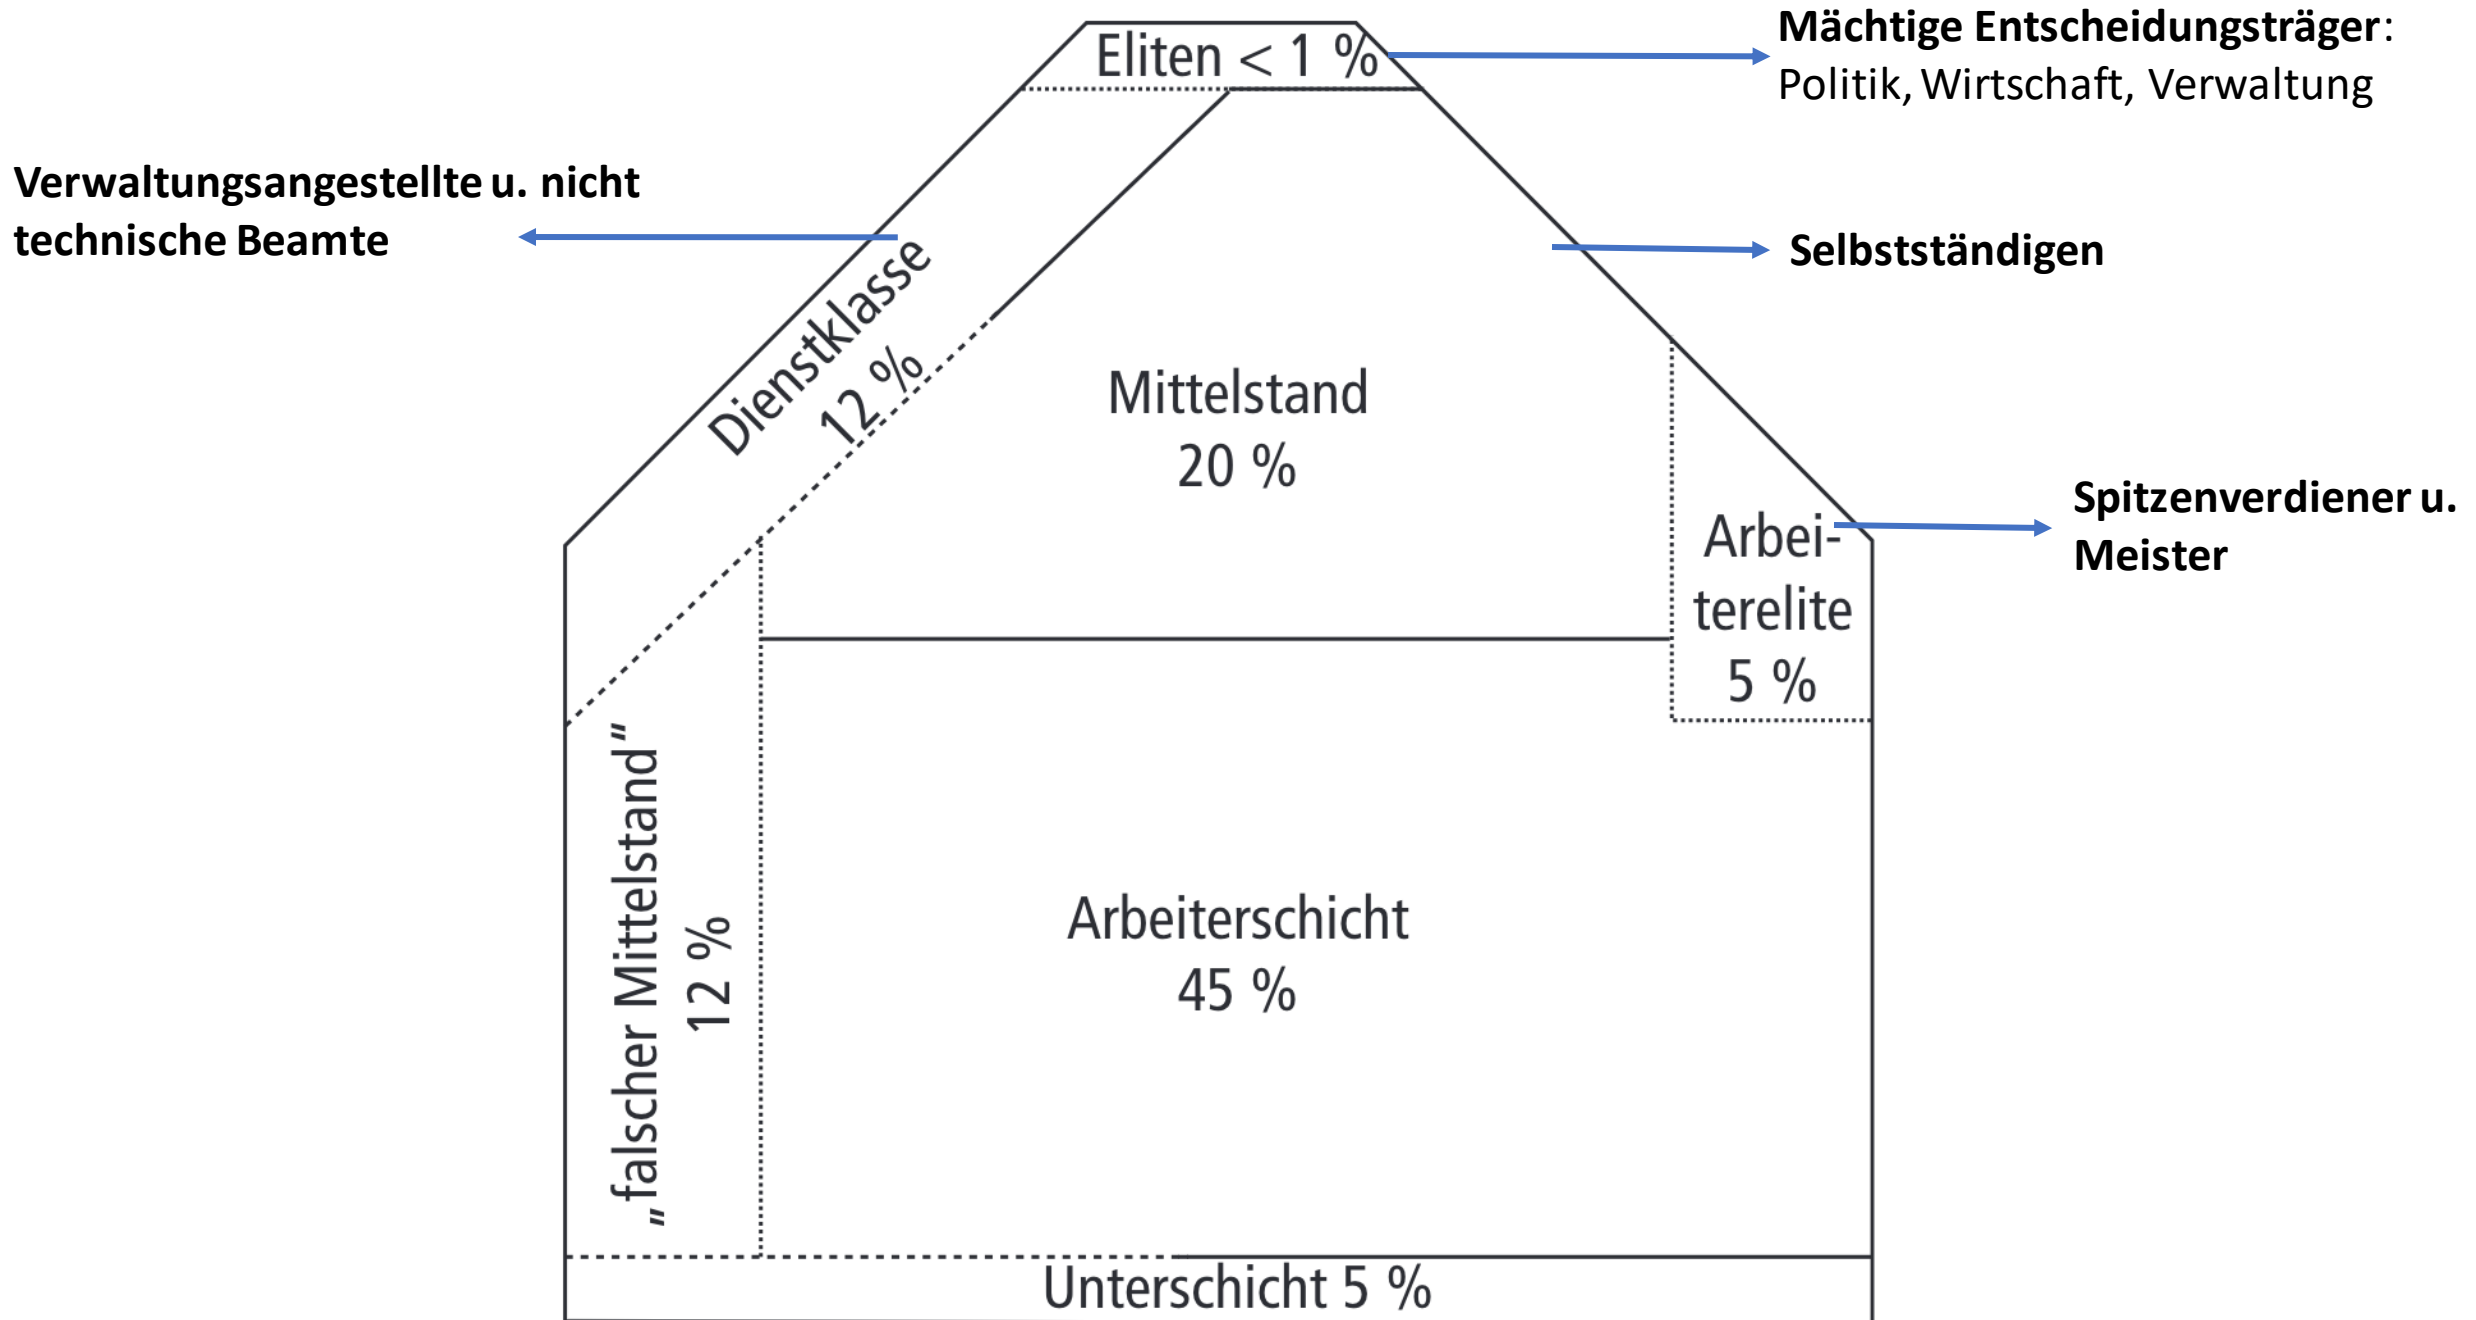 Eliten < 1 %
Mächtige Entscheidungsträger:
Politik, Wirtschaft, Verwaltung
Verwaltungsangestellte u. nicht
technische Beamte
Selbstständigen
Dienstklasse
12 %
Mittelstand
20 %
Spitzenverdiener u.
Meister
Arbei-
terelite
5 %
„falscher Mittelstand“
12 %
Arbeiterschicht
45 %
Unterschicht 5 %